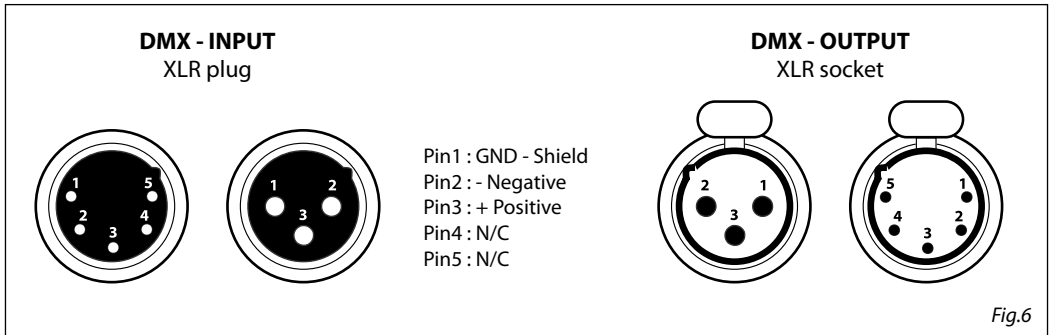 DMX - INPUT
XLR plug
1 5
2 4
3
1 2
3
Pin1 : GND - Shield
Pin2 : - Negative
Pin3 : + Positive
Pin4 : N/C
Pin5 : N/C
DMX - OUTPUT
XLR socket
2 1
3
5 1
4 2
3
Fig.6